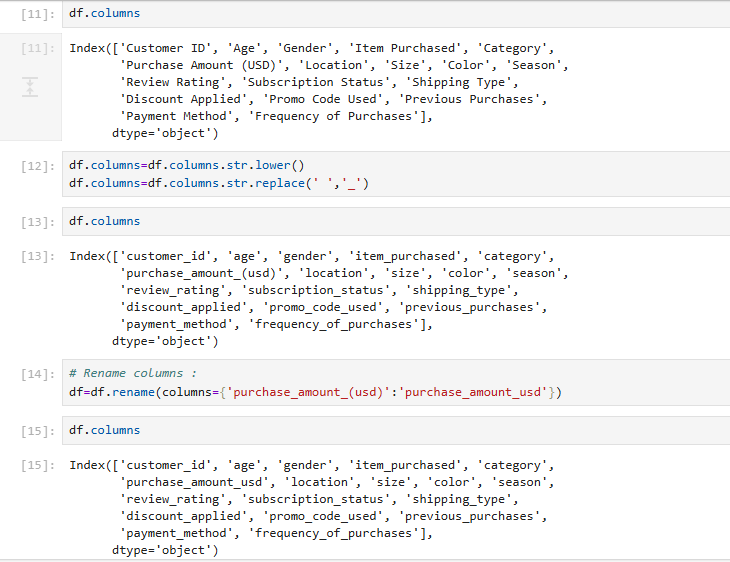 [11]: df.columns
[11]: Index(['Customer ID', 'Age', 'Gender', 'Item Purchased', 'Category',
'Purchase Amount (USD)', 'Location', 'Size', 'Color', 'Season',
'Review Rating', 'Subscription Status', 'Shipping Type',
'Discount Applied', 'Promo Code Used', 'Previous Purchases',
'Payment Method', 'Frequency of Purchases'],
dtype='object')
[12]: df.columns=df.columns.str.lower()
df.columns=df.columns.str.replace(' ','_')
[13]: df.columns
[13]: Index(['customer_id', 'age', 'gender', 'item_purchased', 'category',
'purchase_amount_(usd)', 'location', 'size', 'color', 'season',
'review_rating', 'subscription_status', 'shipping_type',
'discount_applied', 'promo_code_used', 'previous_purchases',
'payment_method', 'frequency_of_purchases'],
dtype='object')
[14]: # Rename columns :
df=df.rename(columns={'purchase_amount_(usd)':'purchase_amount_usd'})
[15]: df.columns
[15]: Index(['customer_id', 'age', 'gender', 'item_purchased', 'category',
'purchase_amount_usd', 'location', 'size', 'color', 'season',
'review_rating', 'subscription_status', 'shipping_type',
'discount_applied', 'promo_code_used', 'previous_purchases',
'payment_method', 'frequency_of_purchases'],
dtype='object')